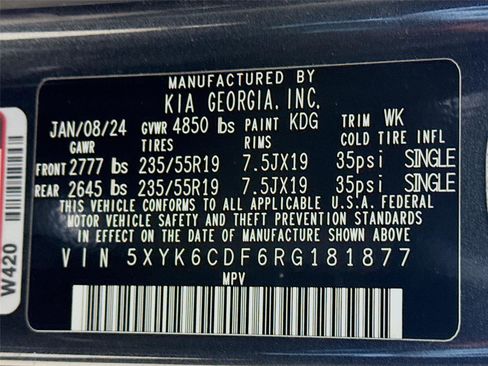 MANUFACTURED BY
KIA GEORGIA, INC.
JAN/08/24 GVWR 4850 lbs PAINT KDG TRIM WK
GAWR TIRES RIMS COLD TIRE INFL
FRONT 2777 lbs 235/55R19 7.5JX19 35psi SINGLE
REAR 2645 lbs 235/55R19 7.5JX19 35psi SINGLE
THIS VEHICLE CONFORMS TO ALL APPLICABLE U.S.A. FEDERAL
MOTOR VEHICLE SAFETY AND THEFT PREVENTION STANDARDS
IN EFFECT ON THE DATE OF MANUFACTURE SHOWN ABOVE
VIN 5XYK6CDF6RG181877
MPV
W420